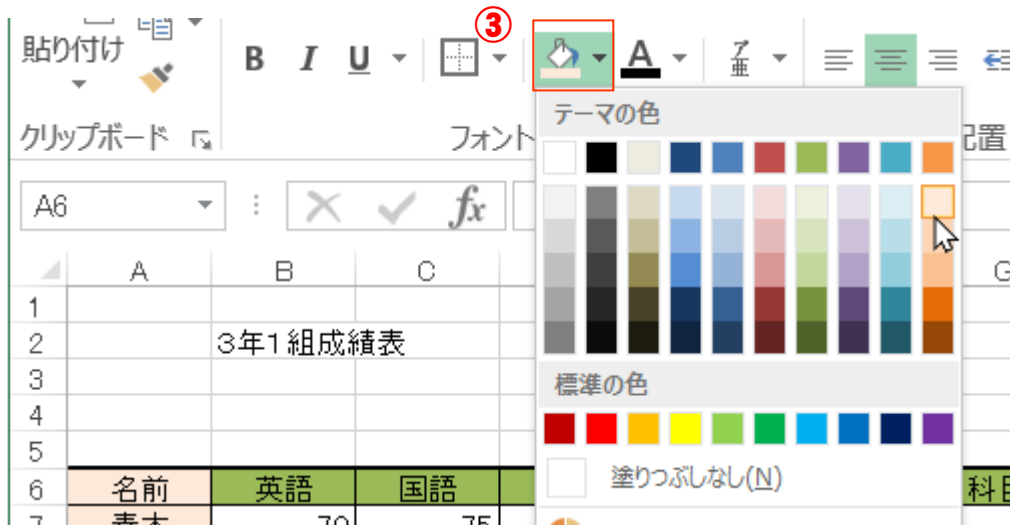 ③
貼り付け
B I U A ア亜
クリップボード フォント 配置
テーマの色
A6 fx
A B C G
1
2 3年1組成績表
3
4
5
標準の色
塗りつぶしなし(N)
6 名前 英語 国語 科目
7 青木 79 75